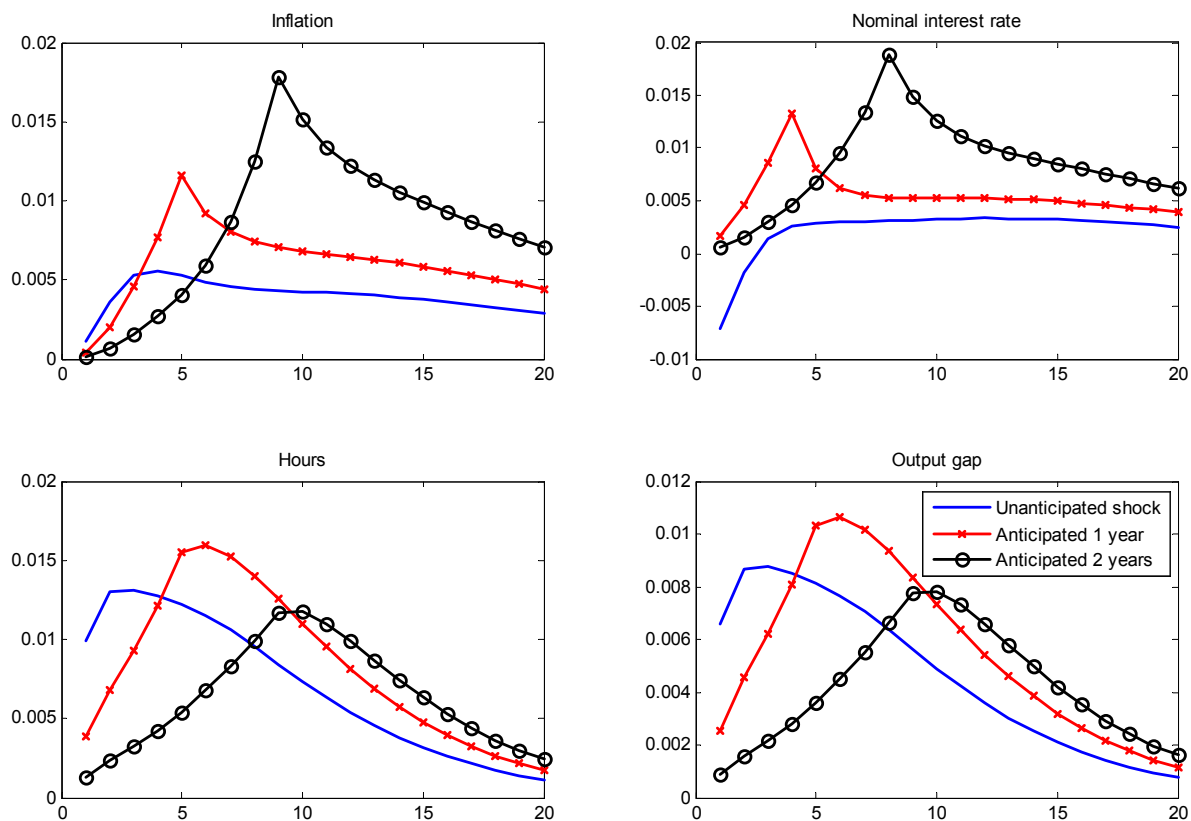 Inflation
0.02
0.015
0.01
0.005
0
0 5 10 15 20
Nominal interest rate
0.02
0.015
0.01
0.005
0
-0.005
-0.01
0 5 10 15 20
Hours
0.02
0.015
0.01
0.005
0
0 5 10 15 20
Output gap
0.012
0.01
0.008
0.006
0.004
0.002
0
0 5 10 15 20
Unanticipated shock
Anticipated 1 year
Anticipated 2 years